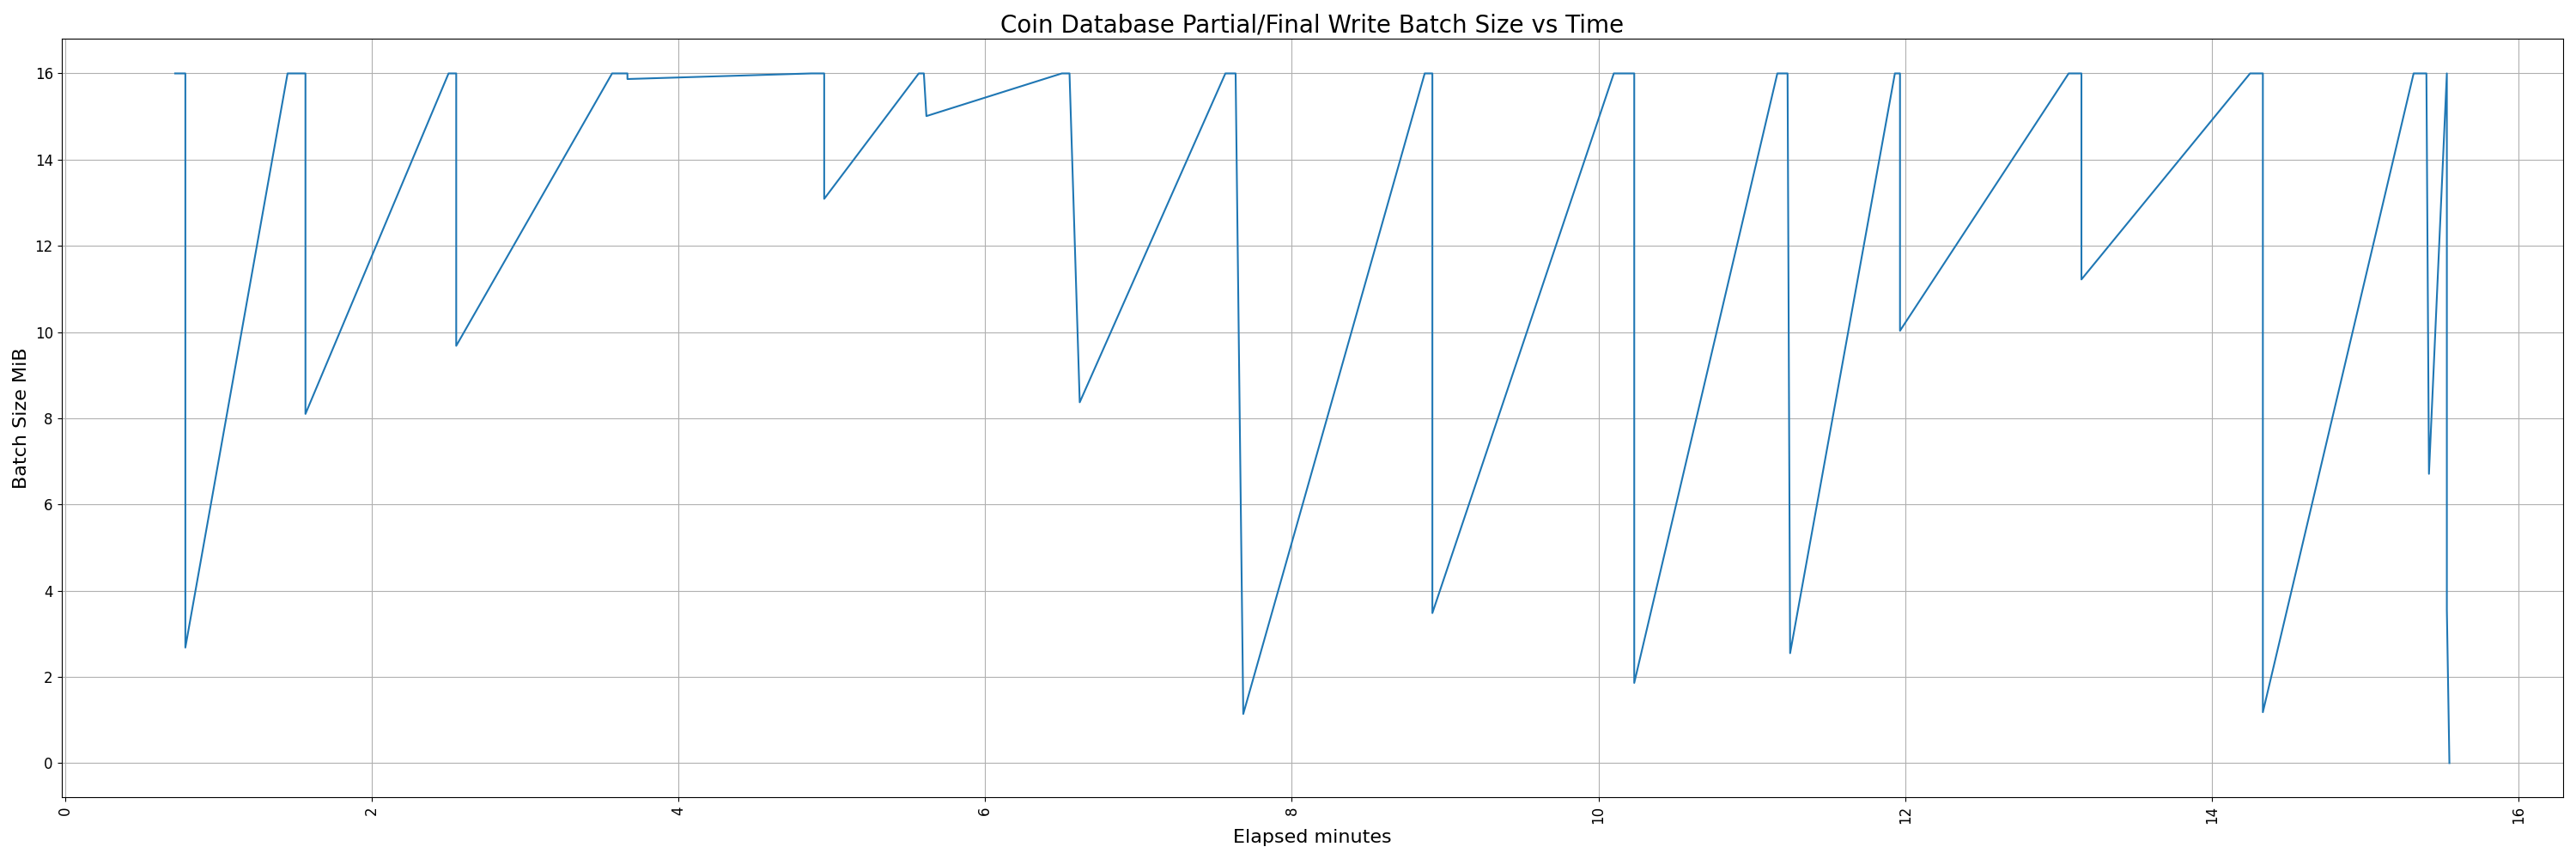 Coin Database Partial/Final Write Batch Size vs Time
Batch Size MiB
16
14
12
10
8
6
4
2
0
0 2 4 6 8 10 12 14 16
Elapsed minutes